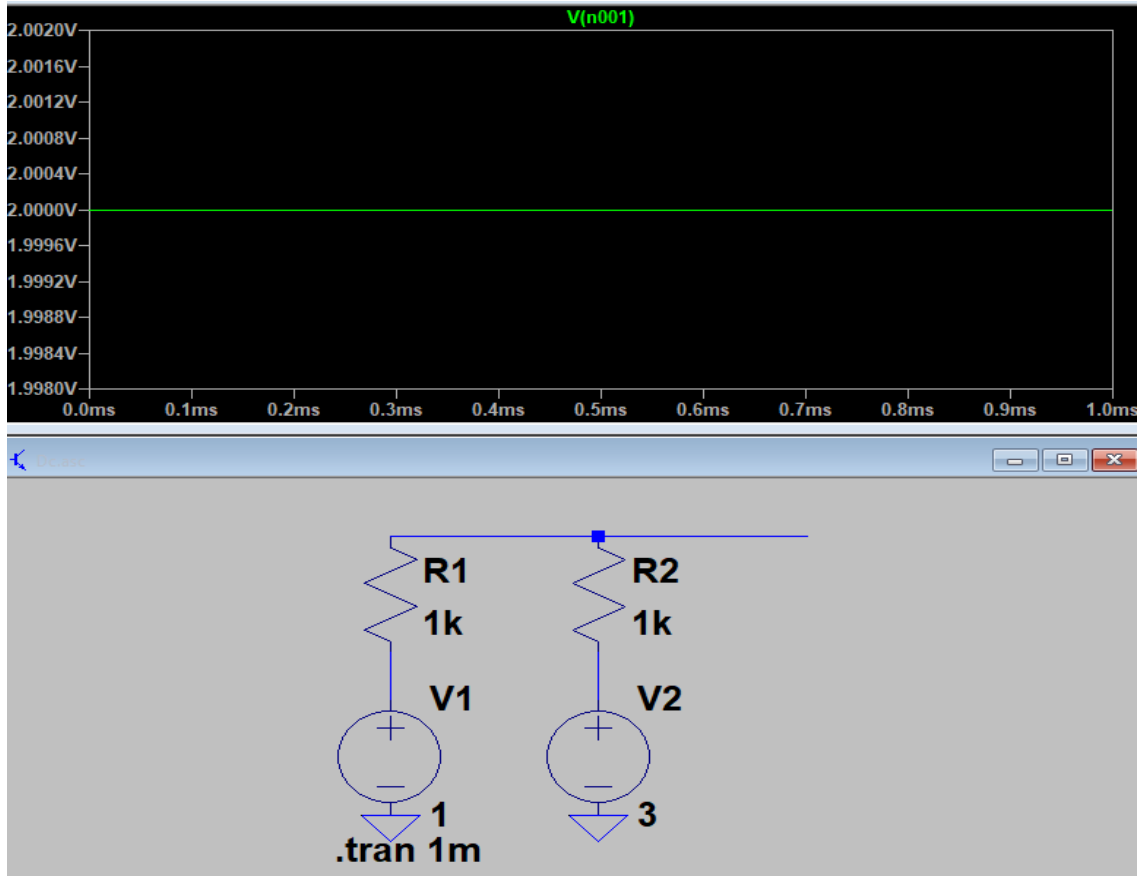 V(n001)
2.0020V
2.0016V
2.0012V
2.0008V
2.0004V
2.0000V
1.9996V
1.9992V
1.9988V
1.9984V
1.9980V
0.0ms 0.1ms 0.2ms 0.3ms 0.4ms 0.5ms 0.6ms 0.7ms 0.8ms 0.9ms 1.0ms
R1 R2
1k 1k
V1 V2
1 3
.tran 1m